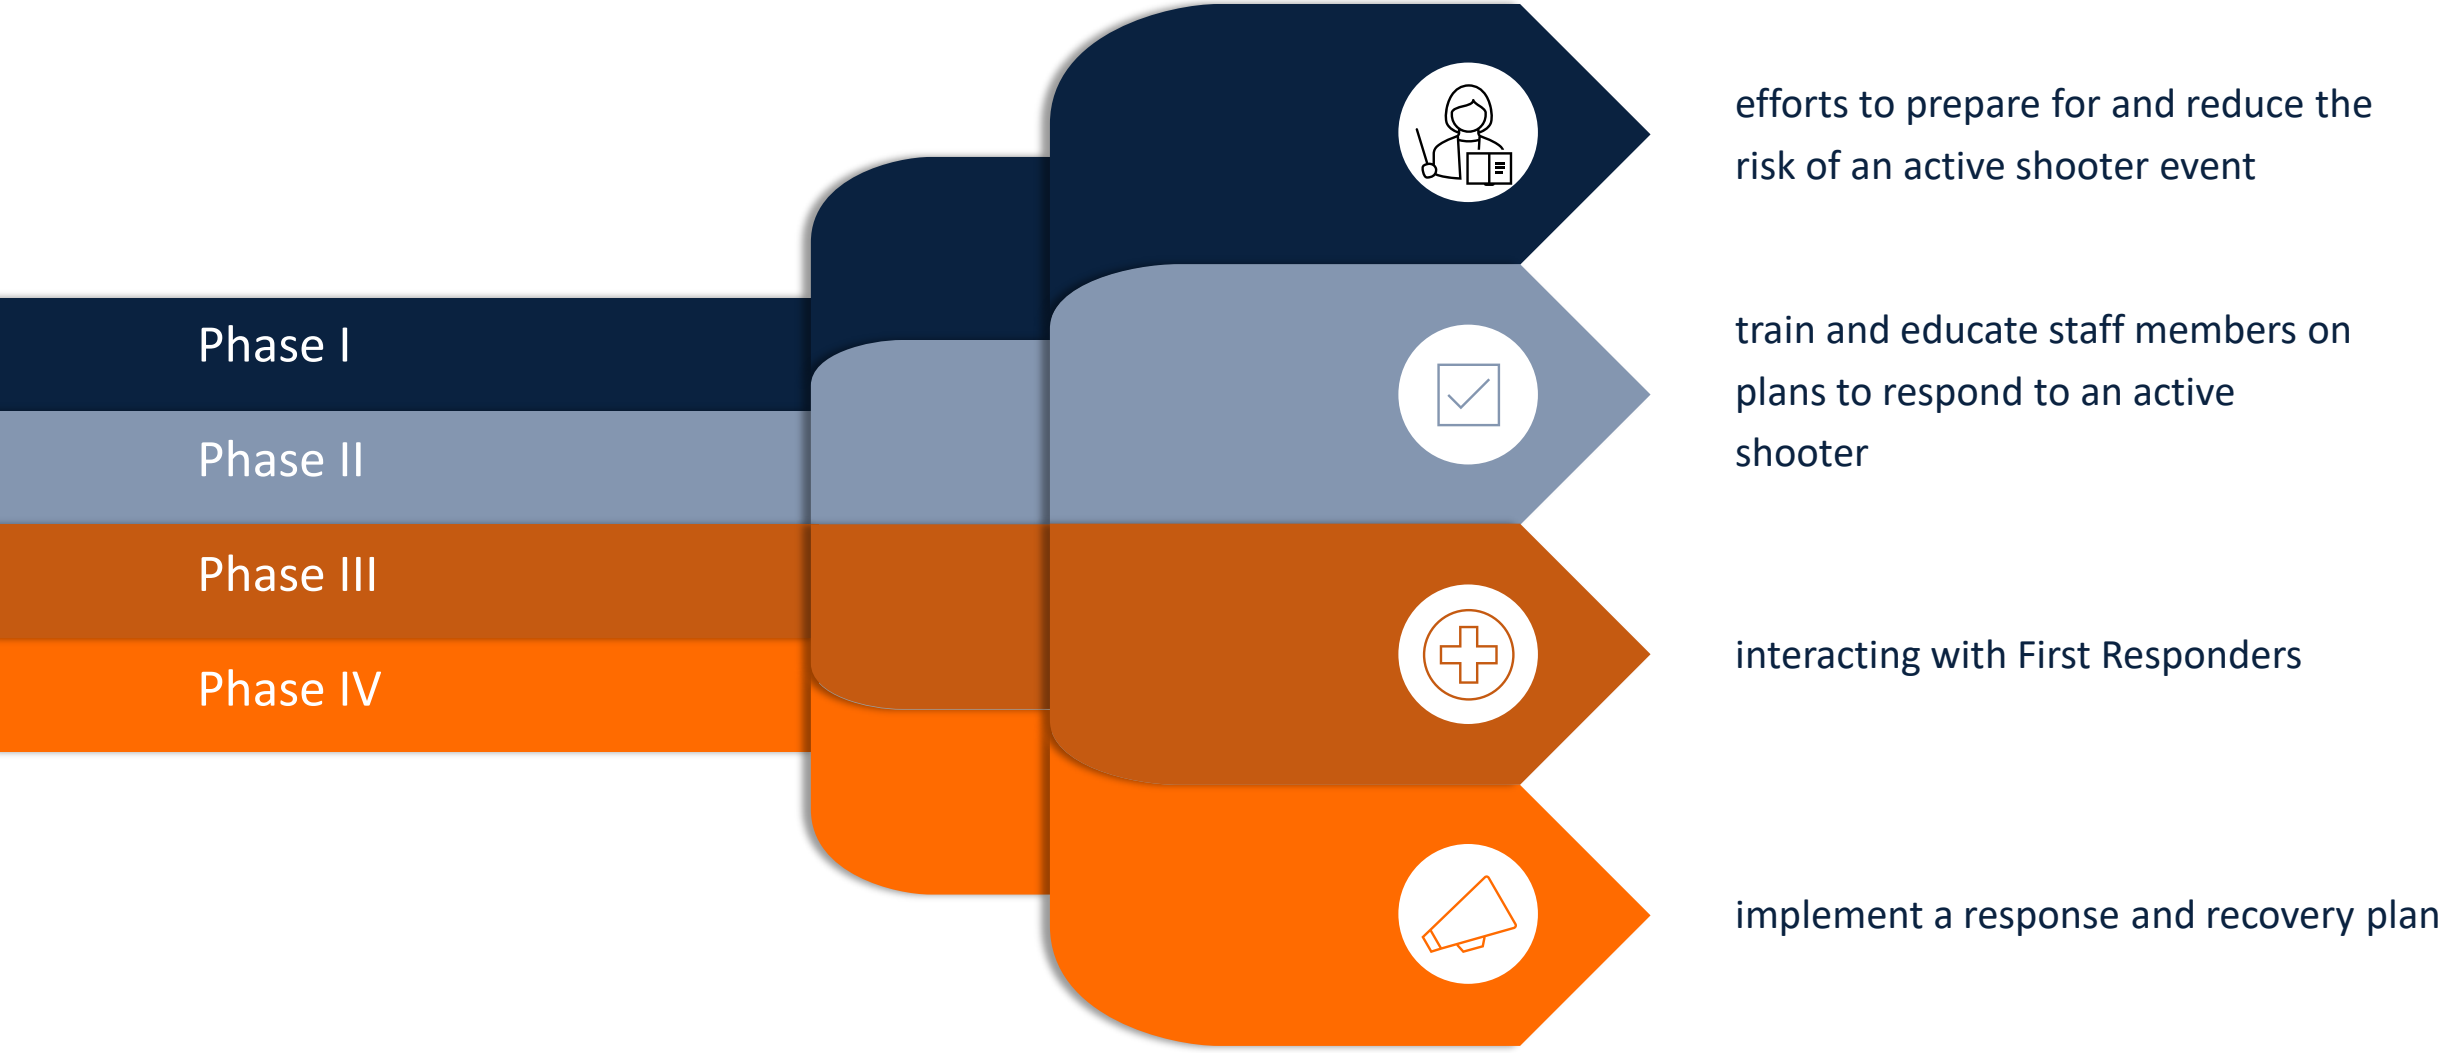 Phase I
Phase II
Phase III
Phase IV
efforts to prepare for and reduce the
risk of an active shooter event
train and educate staff members on
plans to respond to an active
shooter
interacting with First Responders
implement a response and recovery plan